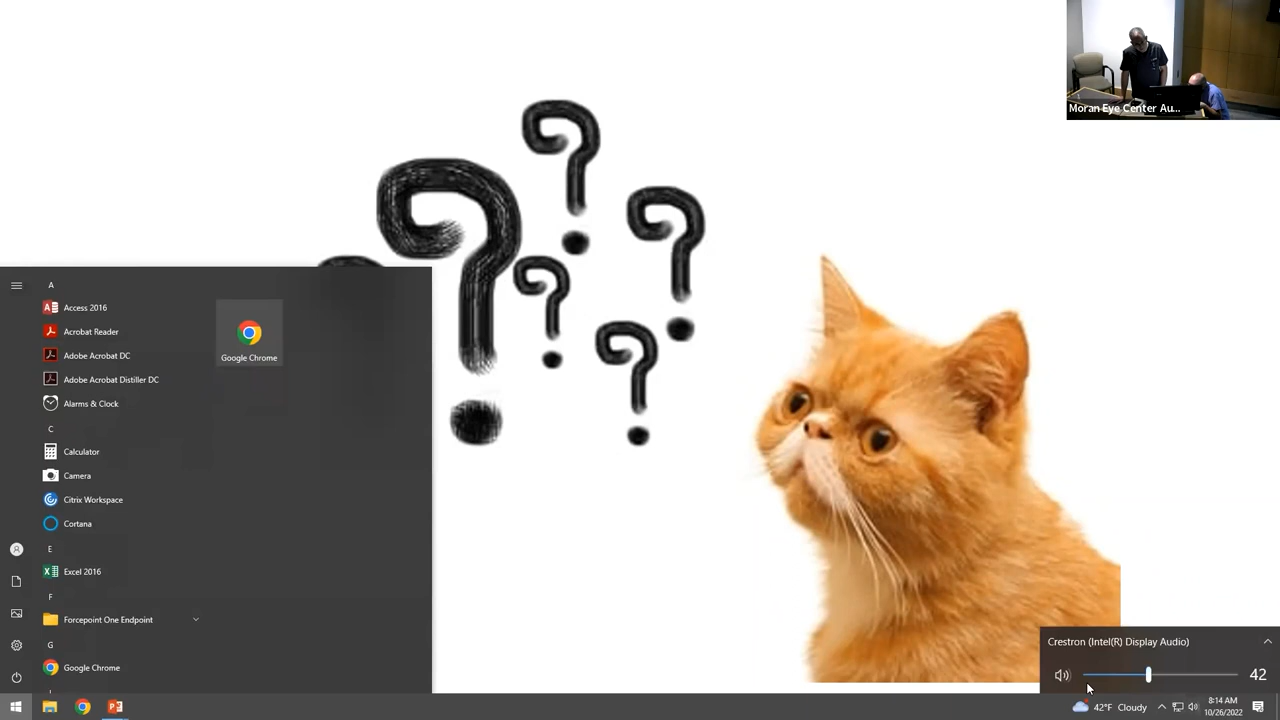 Moran Eye Center Au...
?
?
?
?
?
A
Access 2016
Acrobat Reader
Adobe Acrobat DC
Adobe Acrobat Distiller DC
Alarms & Clock
C
Calculator
Camera
Citrix Workspace
Cortana
E
Excel 2016
F
Forcepoint One Endpoint
G
Google Chrome
Google Chrome
Crestron (Intel(R) Display Audio)
42
42°F Cloudy
8:14 AM
10/26/2022